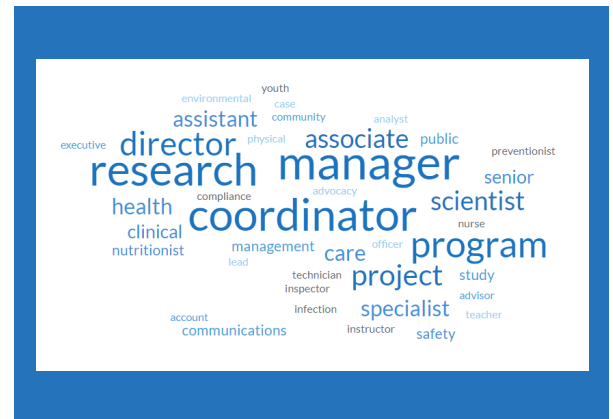 youth
environmental case
assistant community analyst
director associate public
executive physical
research manager preventionist
senior
compliance advocacy
health coordinator scientist
clinical nurse
nutritionist management care officer program
lead
technician project study
inspector
advisor
infection specialist teacher
account
communications instructor safety